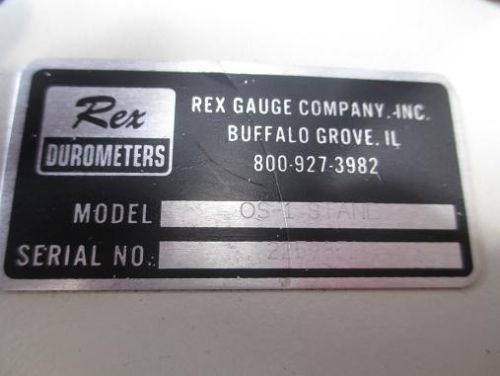 Rex
DUROMETERS
REX GAUGE COMPANY, INC.
BUFFALO GROVE, IL
800-927-3982
MODEL OS-1 STAND
SERIAL NO.